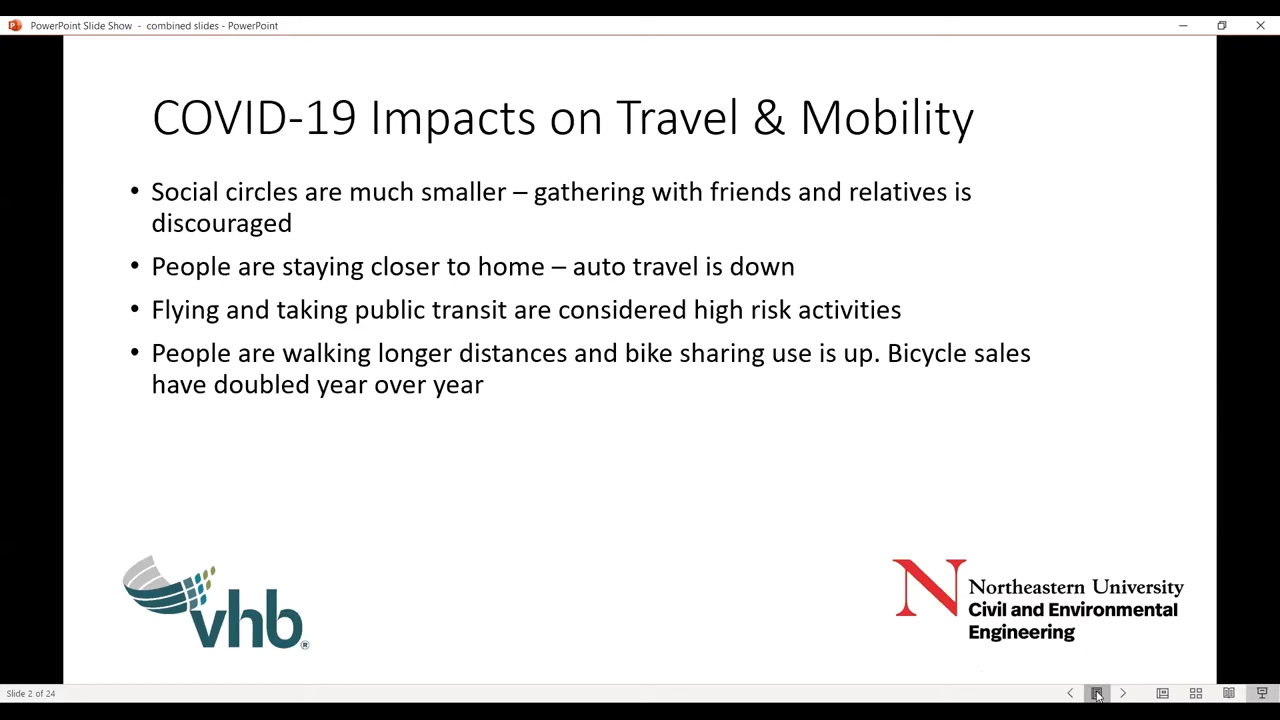 PowerPoint Slide Show - combined slides - PowerPoint
COVID-19 Impacts on Travel & Mobility
• Social circles are much smaller – gathering with friends and relatives is
discouraged
• People are staying closer to home – auto travel is down
• Flying and taking public transit are considered high risk activities
• People are walking longer distances and bike sharing use is up. Bicycle sales
have doubled year over year
vhb®
N
Northeastern University
Civil and Environmental
Engineering
Slide 2 of 24